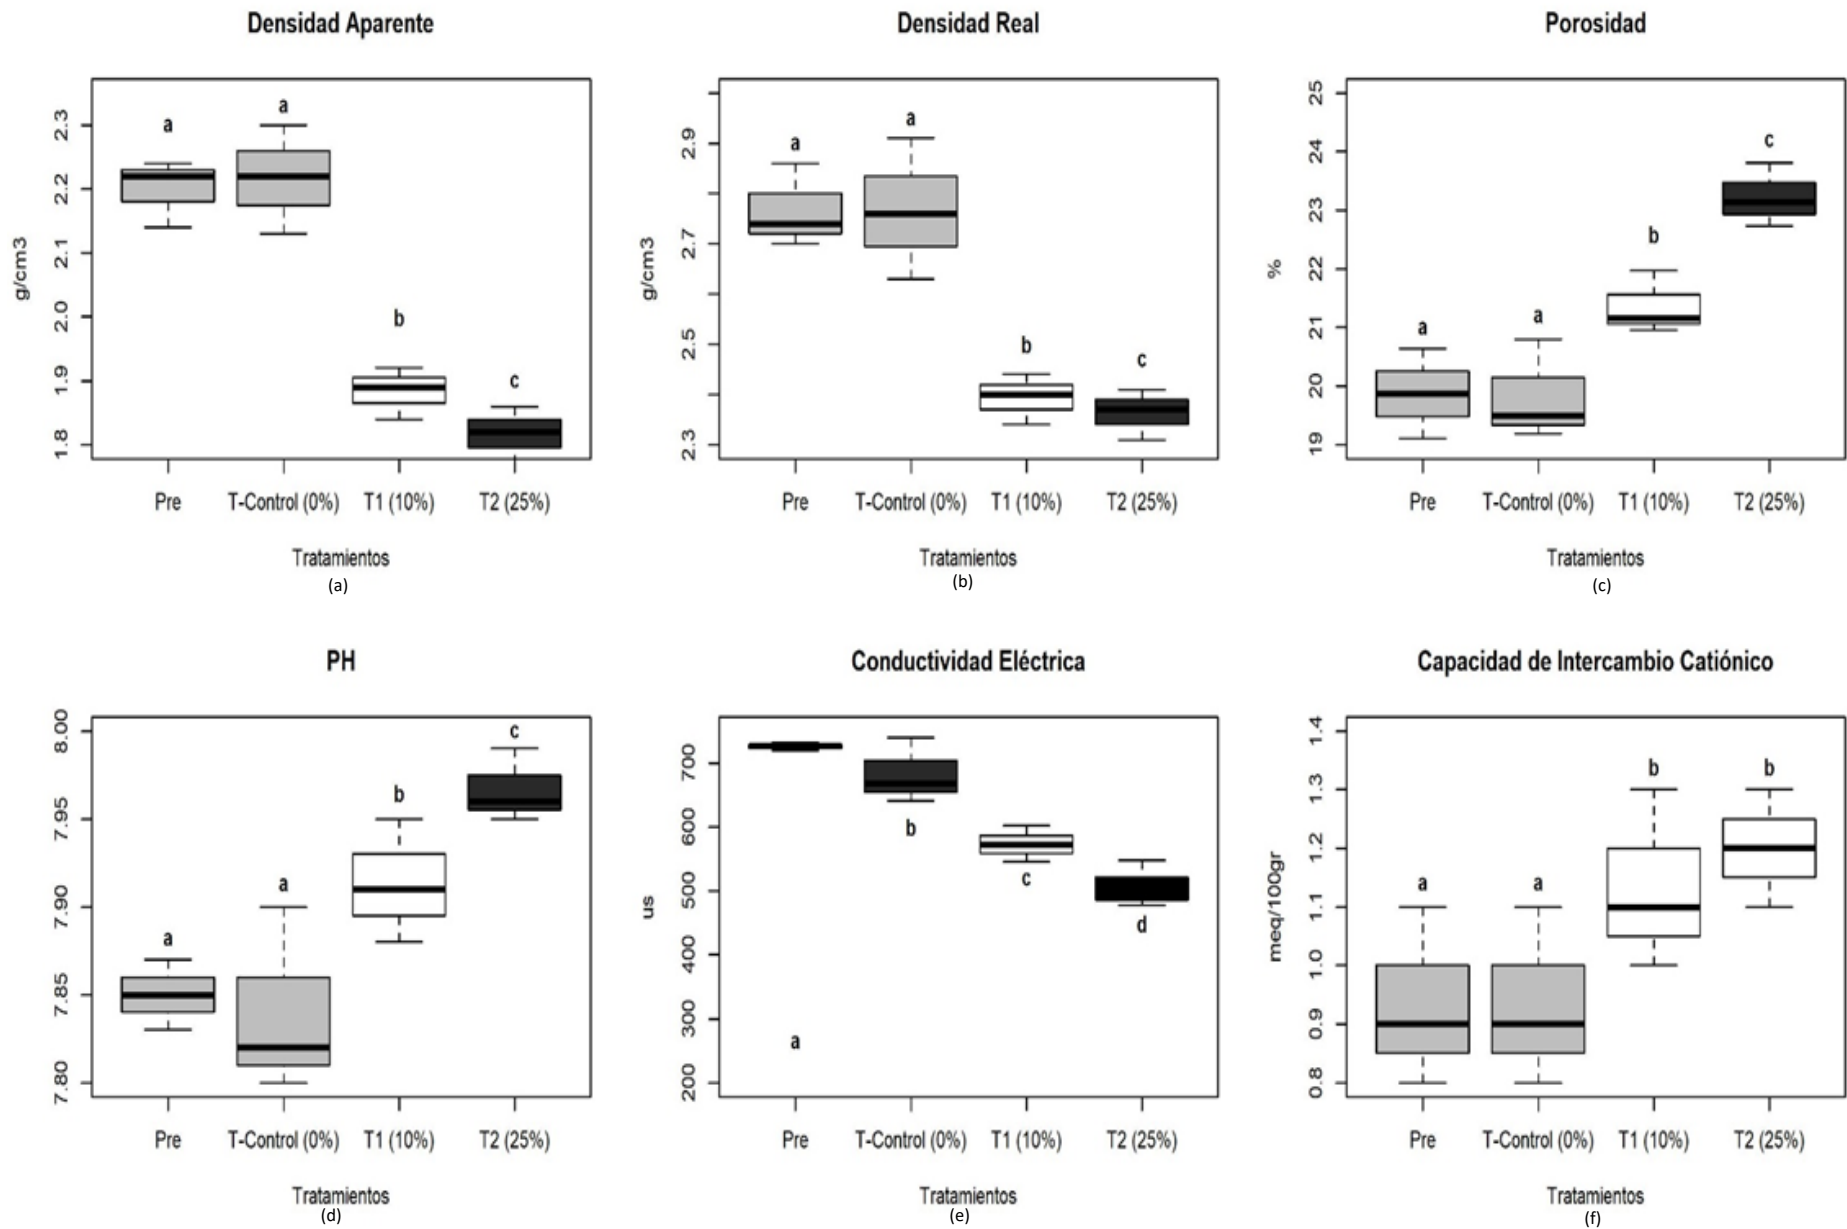 Densidad Aparente
g/cm3
2.3
2.2
2.1
2.0
1.9
1.8
a
a
b
c
Pre T-Control (0%) T1 (10%) T2 (25%)
Tratamientos
(a)
Densidad Real
g/cm3
2.9
2.7
2.5
2.3
a
a
b
c
Pre T-Control (0%) T1 (10%) T2 (25%)
Tratamientos
(b)
Porosidad
%
25
24
23
22
21
20
19
a
a
b
c
Pre T-Control (0%) T1 (10%) T2 (25%)
Tratamientos
(c)
PH
8.00
7.95
7.90
7.85
7.80
a
a
b
c
Pre T-Control (0%) T1 (10%) T2 (25%)
Tratamientos
(d)
Conductividad Eléctrica
us
700
600
500
400
300
200
a
b
c
d
Pre T-Control (0%) T1 (10%) T2 (25%)
Tratamientos
(e)
Capacidad de Intercambio Catiónico
meq/100gr
1.4
1.3
1.2
1.1
1.0
0.9
0.8
a
a
b
b
Pre T-Control (0%) T1 (10%) T2 (25%)
Tratamientos
(f)